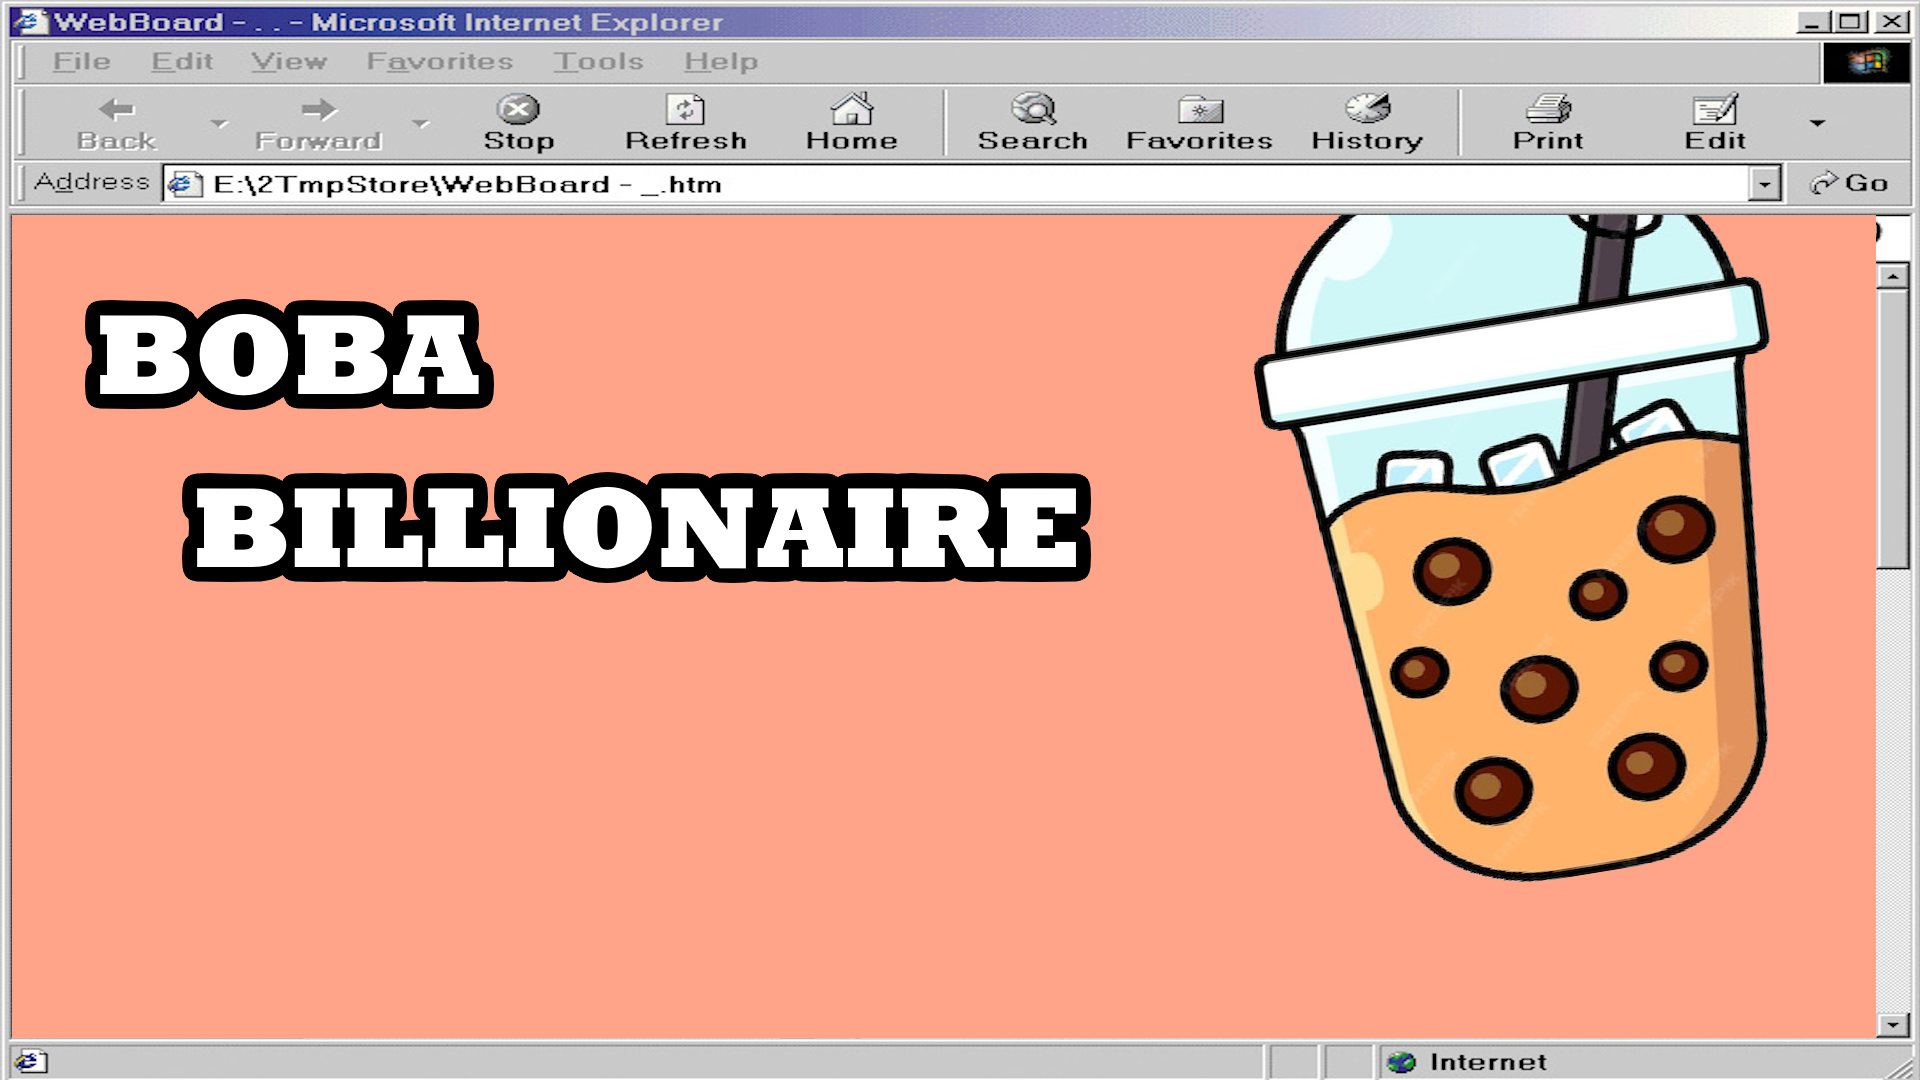 WebBoard - . . - Microsoft Internet Explorer
File Edit View Favorites Tools Help
Back Forward Stop Refresh Home Search Favorites History Print Edit
Address E:\2TmpStore\WebBoard - _.htm Go
BOBA
BILLIONAIRE
Internet